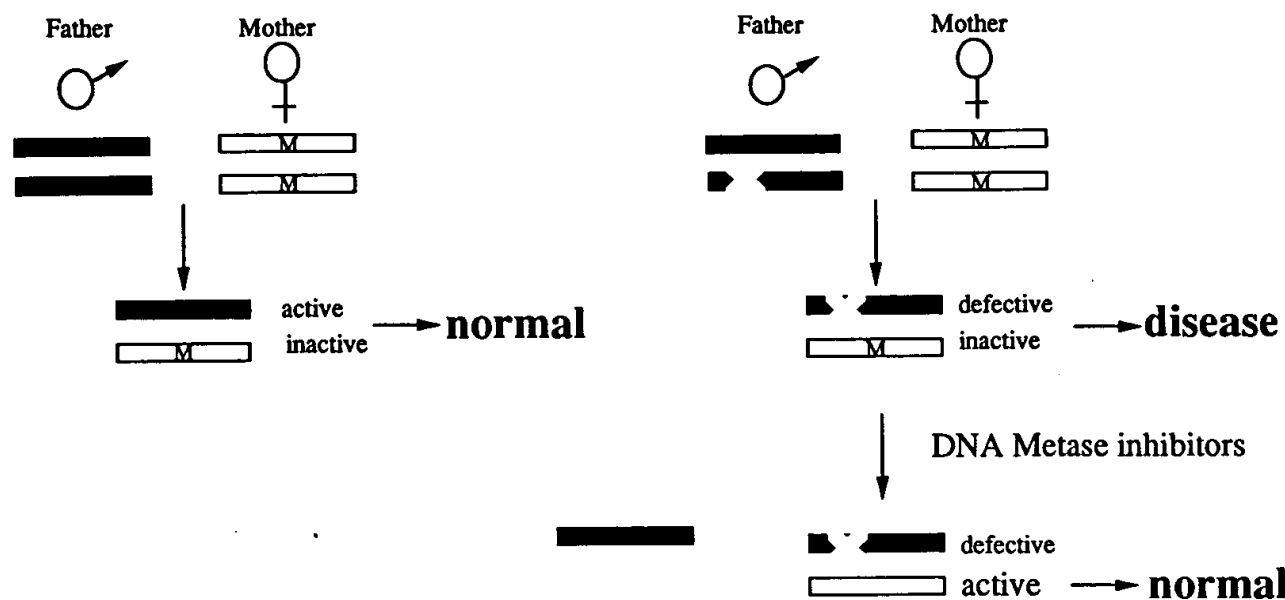 Father Mother
M
M
active
inactive
M
normal
Father Mother
M
M
defective
inactive
M
disease
DNA Metase inhibitors
defective
active
normal